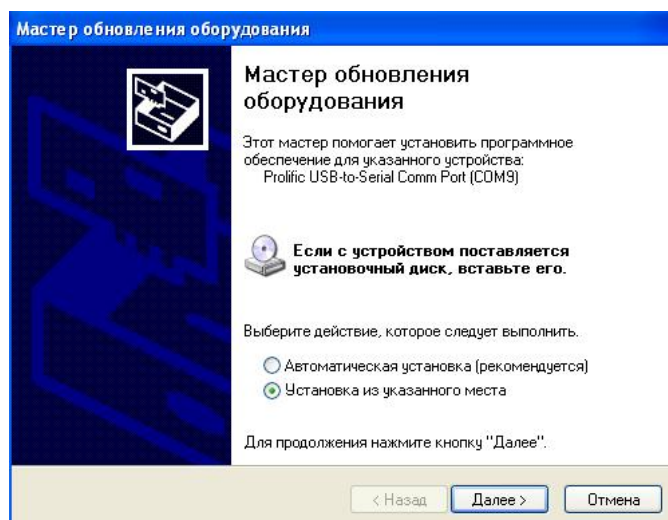 Мастер обновления оборудования
Мастер обновления
оборудования
Этот мастер помогает установить программное
обеспечение для указанного устройства:
Prolific USB-to-Serial Comm Port (COM9)
Если с устройством поставляется
установочный диск, вставьте его.
Выберите действие, которое следует выполнить.
Автоматическая установка (рекомендуется)
Установка из указанного места
Для продолжения нажмите кнопку "Далее".
< Назад Далее > Отмена